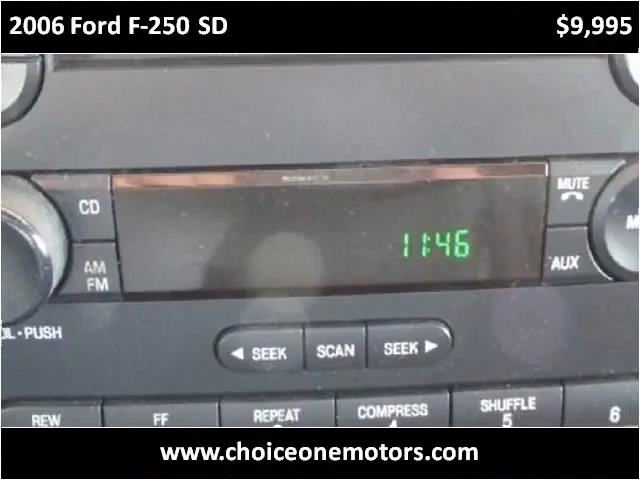 2006 Ford F-250 SD $9,995
CD
MUTE
11:46
AM
FM
AUX
PUSH
SEEK SCAN SEEK
REW FF REPEAT COMPRESS SHUFFLE 6
5
www.choiceonemotors.com